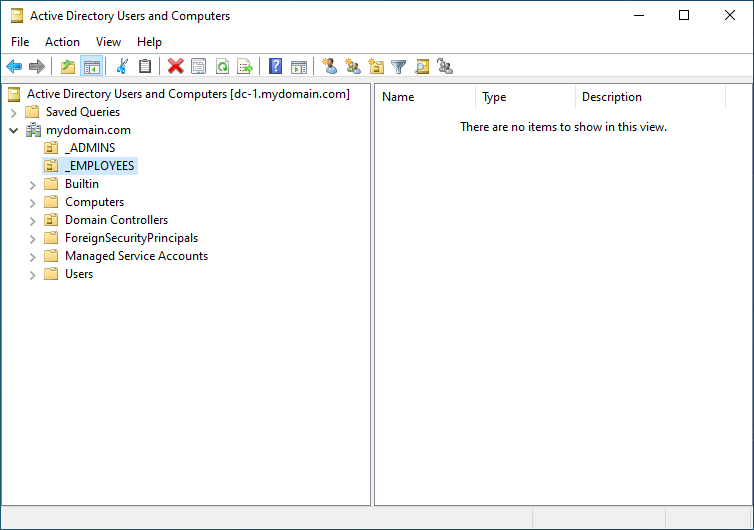 Active Directory Users and Computers
File Action View Help
Active Directory Users and Computers [dc-1.mydomain.com]
Saved Queries
mydomain.com
_ADMINS
_EMPLOYEES
Builtin
Computers
Domain Controllers
ForeignSecurityPrincipals
Managed Service Accounts
Users
Name Type Description
There are no items to show in this view.